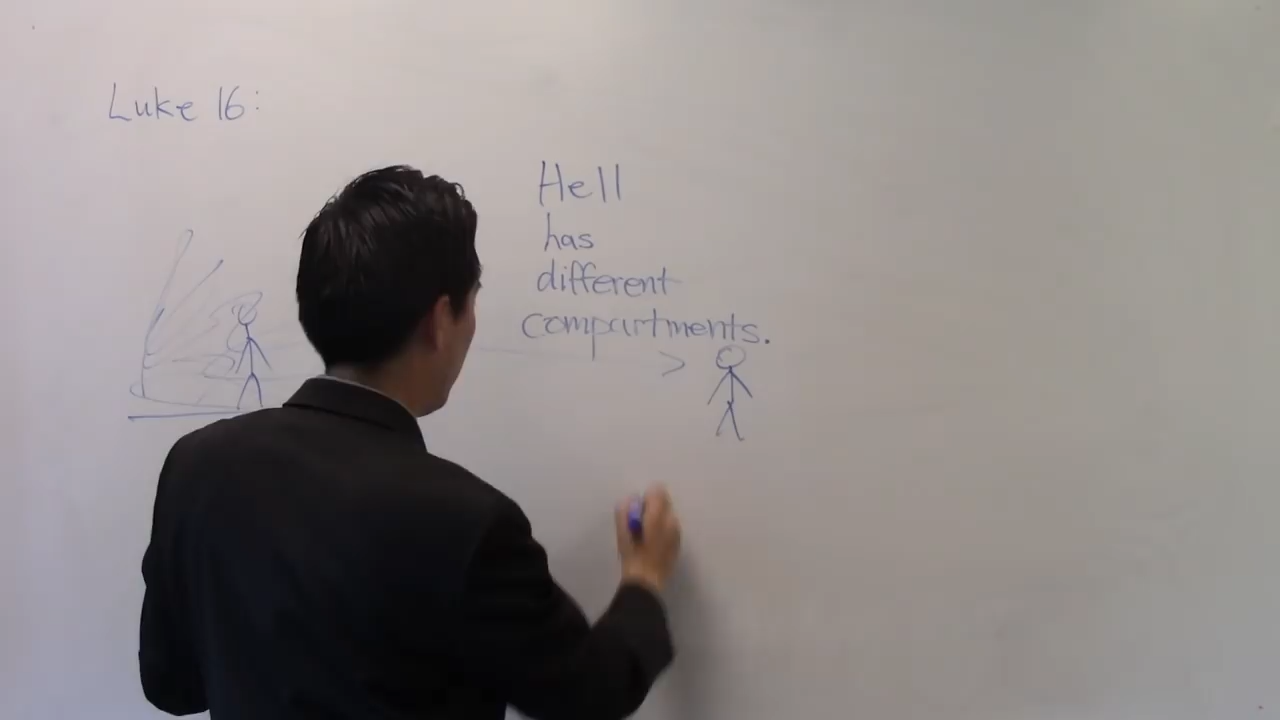 Luke 16:
Hell
has
different
compartments.